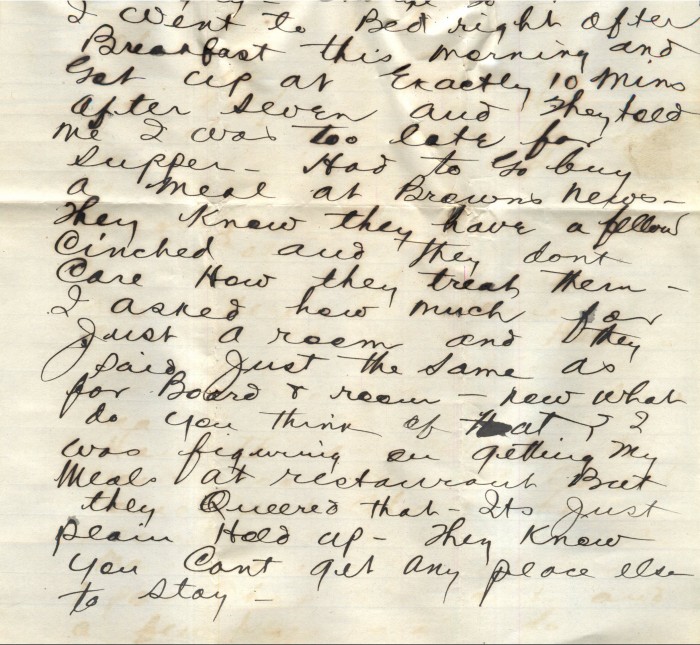 I Went to Bed right after
Breakfast this morning and
Got up at Exactly 10 Mins
after seven and They told
me I was too late for
supper - Had to Go buy
a Meal at Browns News -
They Know they have a fellow
Cinched and they dont
Care How they treat them -
I asked how much for
Just a room and they
said Just the same as
for Board & room - now what
do you think of that ? I
was figuring on getting My
Meals at restaurant But
they Queered that - Its Just
plain Hold up - They Know
you Cant get any place else
to stay -